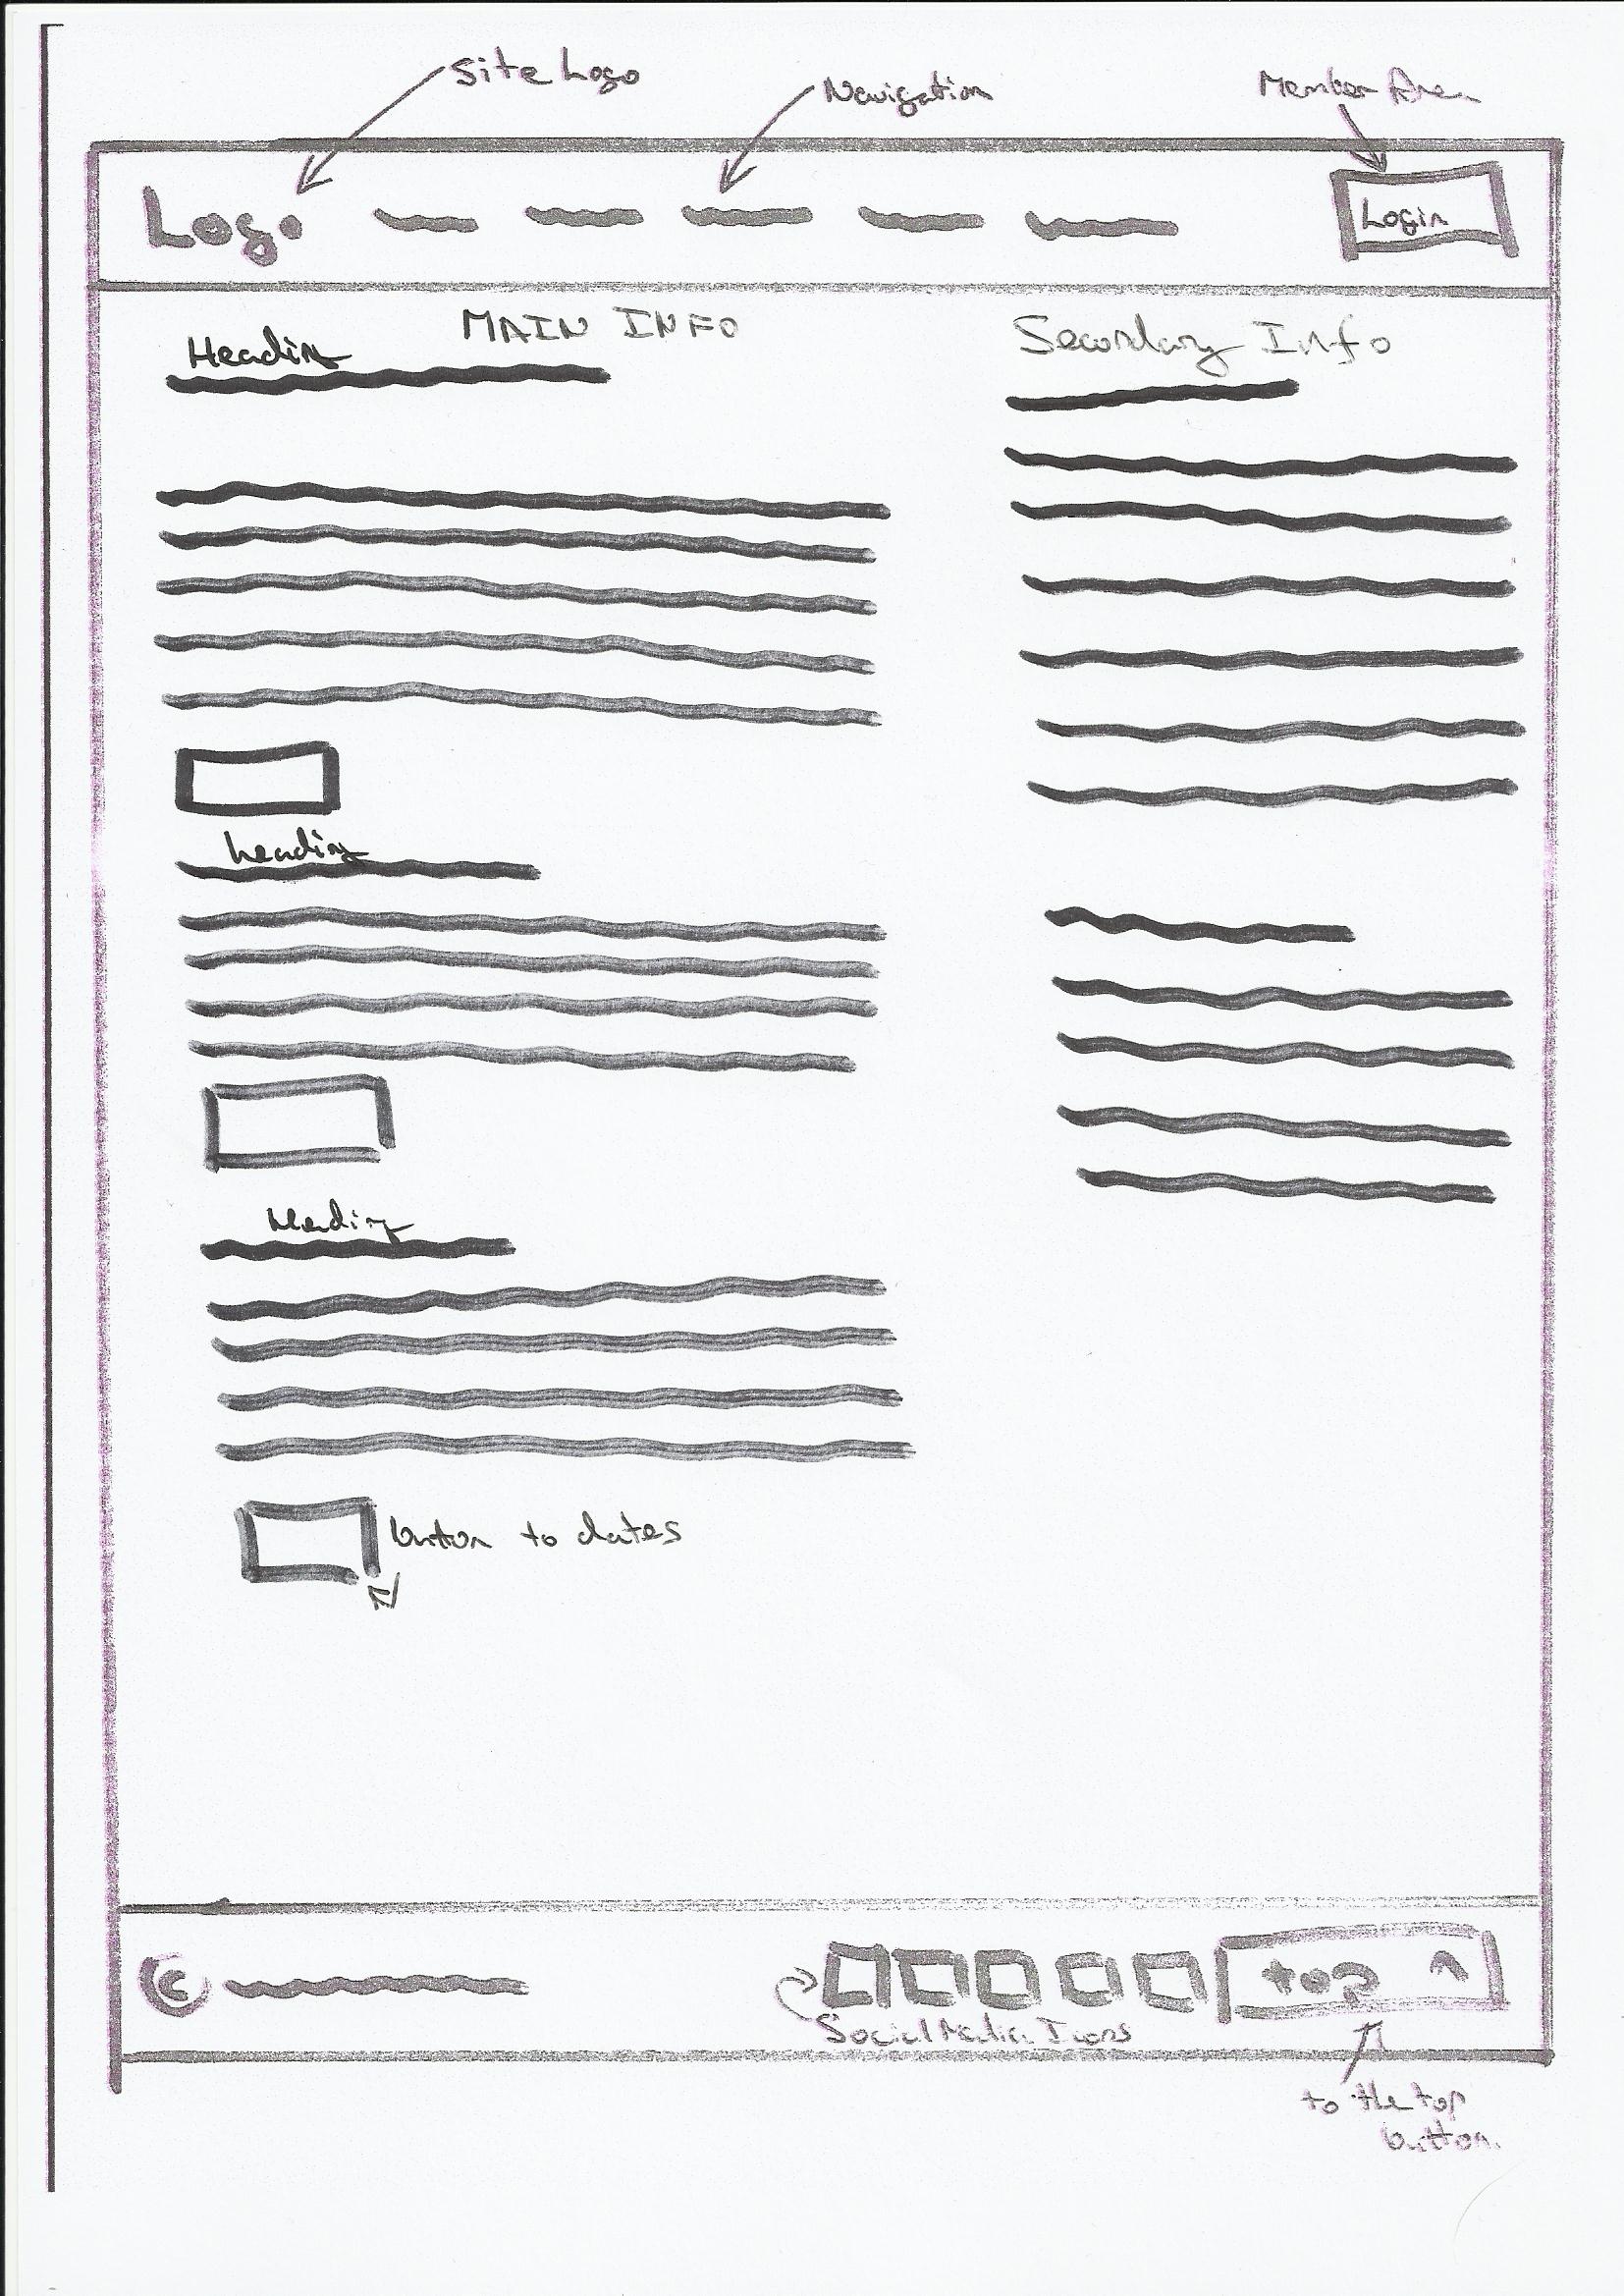 Site Logo
Navigation
Member Area
Logo
Login
MAIN INFO
Heading
Secondary Info
heading
Heading
button to dates
©
top ^
Social Media Icons
to the top
button.